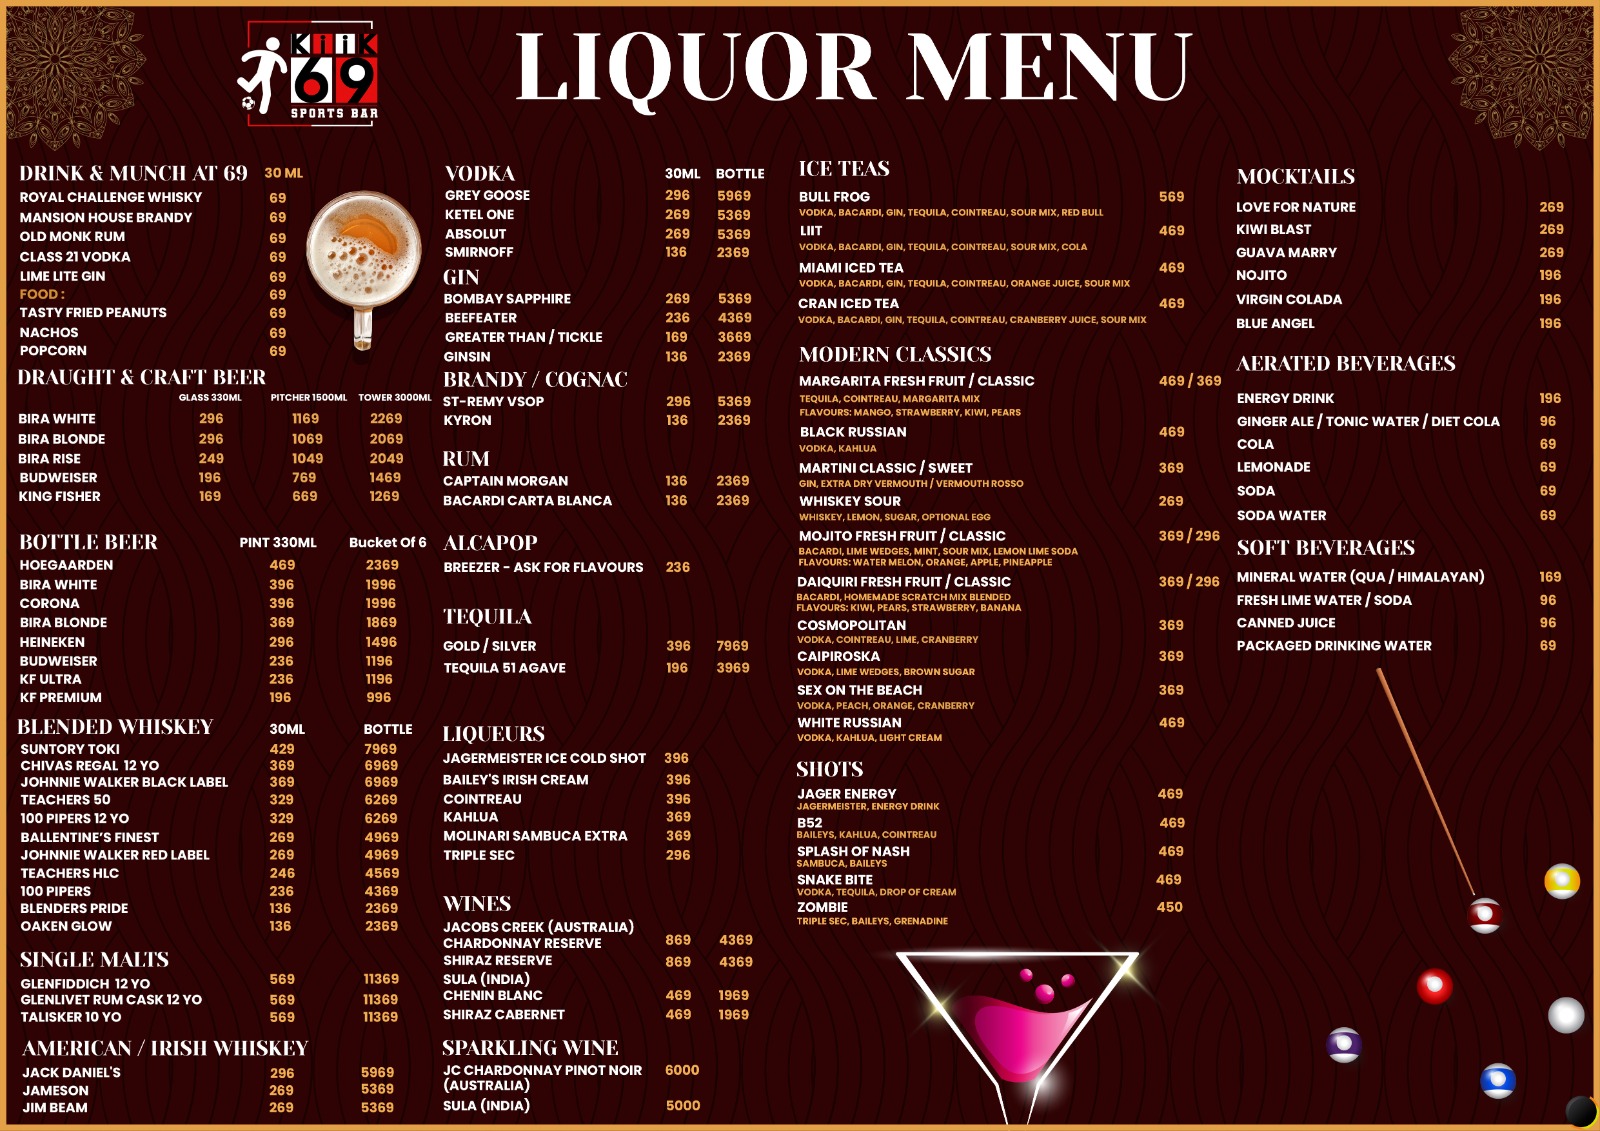 KiiK
69
SPORTS BAR
LIQUOR MENU
DRINK & MUNCH AT 69 30 ML
ROYAL CHALLENGE WHISKY 69
MANSION HOUSE BRANDY 69
OLD MONK RUM 69
CLASS 21 VODKA 69
LIME LITE GIN 69
FOOD : 69
TASTY FRIED PEANUTS 69
NACHOS 69
POPCORN 69
DRAUGHT & CRAFT BEER
GLASS 330ML PITCHER 1500ML TOWER 3000ML
BIRA WHITE 296 1169 2269
BIRA BLONDE 296 1069 2069
BIRA RISE 249 1049 2049
BUDWEISER 196 769 1469
KING FISHER 169 669 1269
BOTTLE BEER PINT 330ML Bucket Of 6
HOEGAARDEN 469 2369
BIRA WHITE 396 1996
CORONA 396 1996
BIRA BLONDE 369 1869
HEINEKEN 296 1496
BUDWEISER 236 1196
KF ULTRA 236 1196
KF PREMIUM 196 996
BLENDED WHISKEY 30ML BOTTLE
SUNTORY TOKI 429 7969
CHIVAS REGAL 12 YO 369 6969
JOHNNIE WALKER BLACK LABEL 369 6969
TEACHERS 50 329 6269
100 PIPERS 12 YO 329 6269
BALLENTINE'S FINEST 269 4969
JOHNNIE WALKER RED LABEL 269 4969
TEACHERS HLC 246 4569
100 PIPERS 236 4369
BLENDERS PRIDE 136 2369
OAKEN GLOW 136 2369
SINGLE MALTS
GLENFIDDICH 12 YO 569 11369
GLENLIVET RUM CASK 12 YO 569 11369
TALISKER 10 YO 569 11369
AMERICAN / IRISH WHISKEY
JACK DANIEL'S 296 5969
JAMESON 269 5369
JIM BEAM 269 5369
VODKA 30ML BOTTLE
GREY GOOSE 296 5969
KETEL ONE 269 5369
ABSOLUT 269 5369
SMIRNOFF 136 2369
GIN
BOMBAY SAPPHIRE 269 5369
BEEFEATER 236 4369
GREATER THAN / TICKLE 169 3669
GINSIN 136 2369
BRANDY / COGNAC
ST-REMY VSOP 296 5369
KYRON 136 2369
RUM
CAPTAIN MORGAN 136 2369
BACARDI CARTA BLANCA 136 2369
ALCAPOP
BREEZER - ASK FOR FLAVOURS 236
TEQUILA
GOLD / SILVER 396 7969
TEQUILA 51 AGAVE 196 3969
LIQUEURS
JAGERMEISTER ICE COLD SHOT 396
BAILEY'S IRISH CREAM 396
COINTREAU 396
KAHLUA 369
MOLINARI SAMBUCA EXTRA 369
TRIPLE SEC 296
WINES
JACOBS CREEK (AUSTRALIA)
CHARDONNAY RESERVE 869 4369
SHIRAZ RESERVE 869 4369
SULA (INDIA)
CHENIN BLANC 469 1969
SHIRAZ CABERNET 469 1969
SPARKLING WINE
JC CHARDONNAY PINOT NOIR 6000
(AUSTRALIA)
SULA (INDIA) 5000
ICE TEAS
BULL FROG 569
VODKA, BACARDI, GIN, TEQUILA, COINTREAU, SOUR MIX, RED BULL
LIIT 469
VODKA, BACARDI, GIN, TEQUILA, COINTREAU, SOUR MIX, COLA
MIAMI ICED TEA 469
VODKA, BACARDI, GIN, TEQUILA, COINTREAU, ORANGE JUICE, SOUR MIX
CRAN ICED TEA 469
VODKA, BACARDI, GIN, TEQUILA, COINTREAU, CRANBERRY JUICE, SOUR MIX
MODERN CLASSICS
MARGARITA FRESH FRUIT / CLASSIC 469 / 369
TEQUILA, COINTREAU, MARGARITA MIX
FLAVOURS: MANGO, STRAWBERRY, KIWI, PEARS
BLACK RUSSIAN 469
VODKA, KAHLUA
MARTINI CLASSIC / SWEET 369
GIN, EXTRA DRY VERMOUTH / VERMOUTH ROSSO
WHISKEY SOUR 269
WHISKEY, LEMON, SUGAR, OPTIONAL EGG
MOJITO FRESH FRUIT / CLASSIC 369 / 296
BACARDI, LIME WEDGES, MINT, SOUR MIX, LEMON LIME SODA
FLAVOURS: WATER MELON, ORANGE, APPLE, PINEAPPLE
DAIQUIRI FRESH FRUIT / CLASSIC 369 / 296
BACARDI, HOMEMADE SCRATCH MIX BLENDED
FLAVOURS: KIWI, PEARS, STRAWBERRY, BANANA
COSMOPOLITAN 369
VODKA, COINTREAU, LIME, CRANBERRY
CAIPIROSKA 369
VODKA, LIME WEDGES, BROWN SUGAR
SEX ON THE BEACH 369
VODKA, PEACH, ORANGE, CRANBERRY
WHITE RUSSIAN 469
VODKA, KAHLUA, LIGHT CREAM
SHOTS
JAGER ENERGY 469
JAGERMEISTER, ENERGY DRINK
B52 469
BAILEYS, KAHLUA, COINTREAU
SPLASH OF NASH 469
SAMBUCA, BAILEYS
SNAKE BITE 469
VODKA, TEQUILA, DROP OF CREAM
ZOMBIE 450
TRIPLE SEC, BAILEYS, GRENADINE
MOCKTAILS
LOVE FOR NATURE 269
KIWI BLAST 269
GUAVA MARRY 269
NOJITO 196
VIRGIN COLADA 196
BLUE ANGEL 196
AERATED BEVERAGES
ENERGY DRINK 196
GINGER ALE / TONIC WATER / DIET COLA 96
COLA 69
LEMONADE 69
SODA 69
SODA WATER 69
SOFT BEVERAGES
MINERAL WATER (QUA / HIMALAYAN) 169
FRESH LIME WATER / SODA 96
CANNED JUICE 96
PACKAGED DRINKING WATER 69